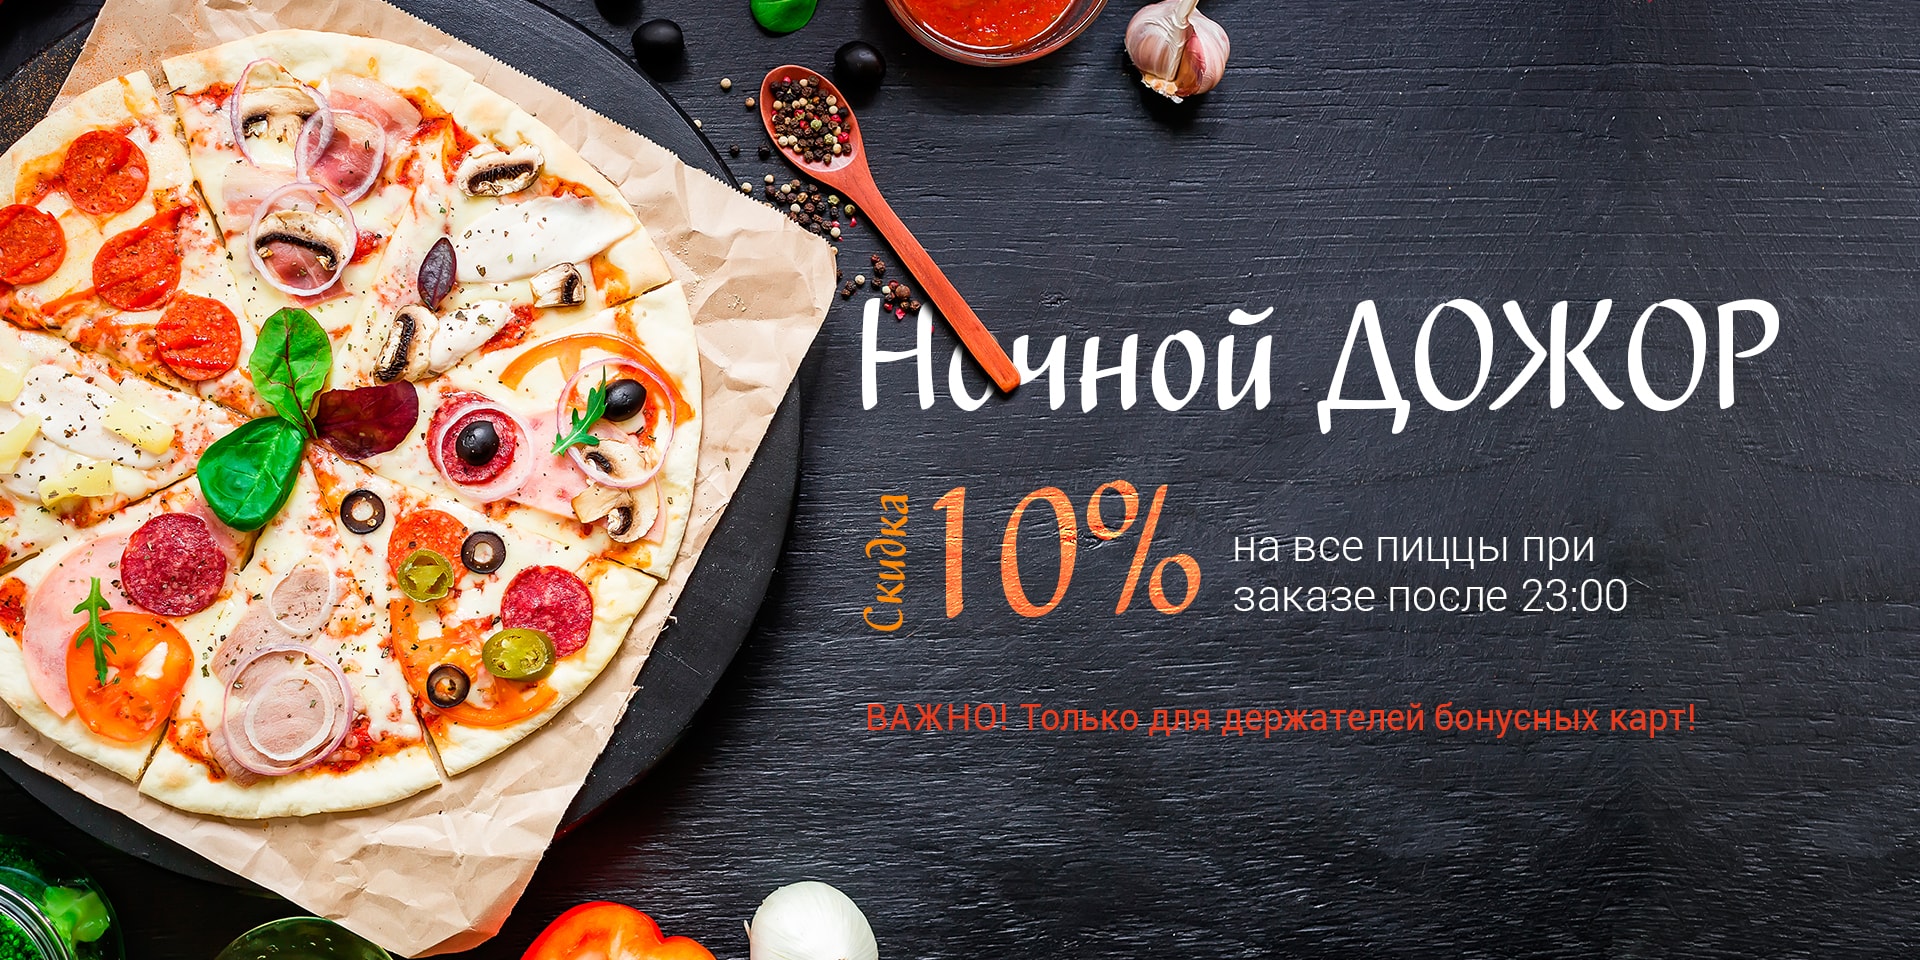 Ночной ДОЖОР
Скидка
10%
на все пиццы при
заказе после 23:00
ВАЖНО! Только для держателей бонусных карт!